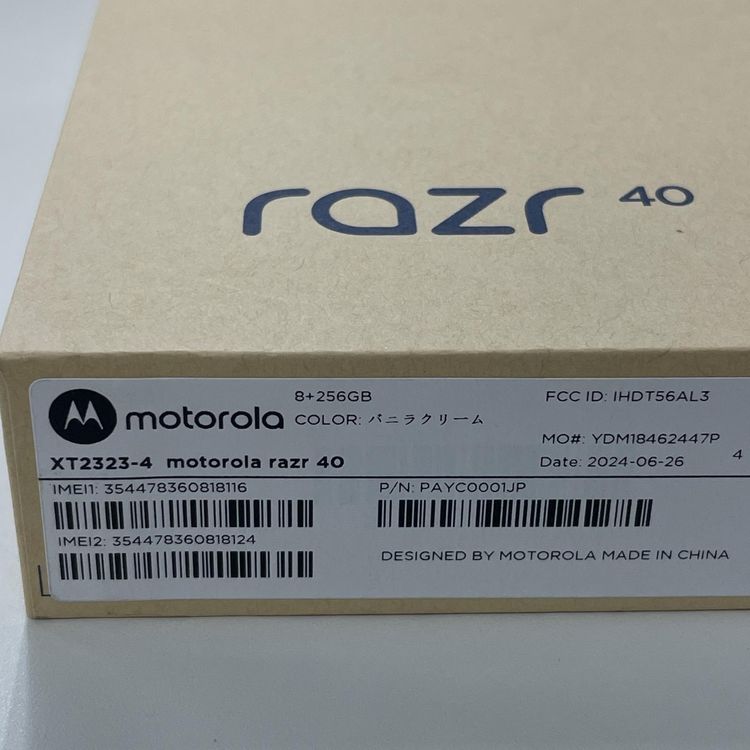 razr 40
motorola
8+256GB
COLOR: バニラクリーム
FCC ID: IHDT56AL3
MO#: YDM18462447P
XT2323-4 motorola razr 40
Date: 2024-06-26
4
IMEI1: 354478360818116
P/N: PAYC0001JP
IMEI2: 354478360818124
DESIGNED BY MOTOROLA MADE IN CHINA